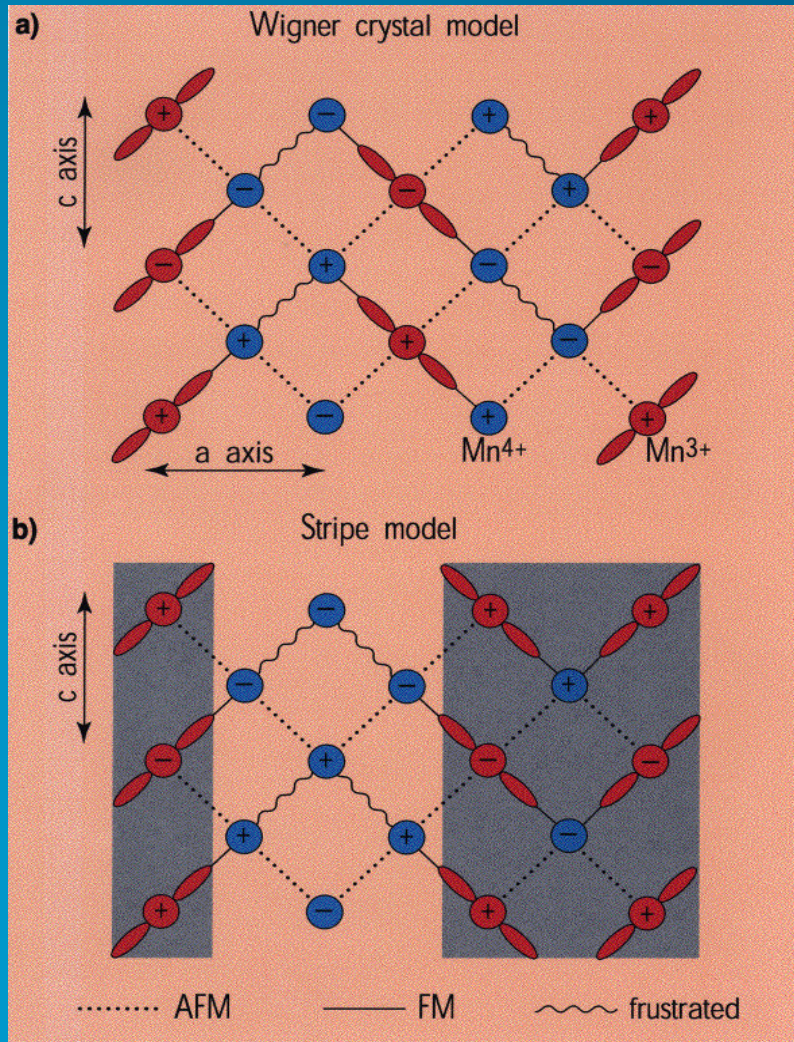 a) Wigner crystal model
+ − + +
c axis
− − +
− + − −
+ + −
+ − + +
Mn4+ Mn3+
a axis
b) Stripe model
+ − + +
c axis
− − +
− + − −
+ + −
+ − + +
AFM FM frustrated